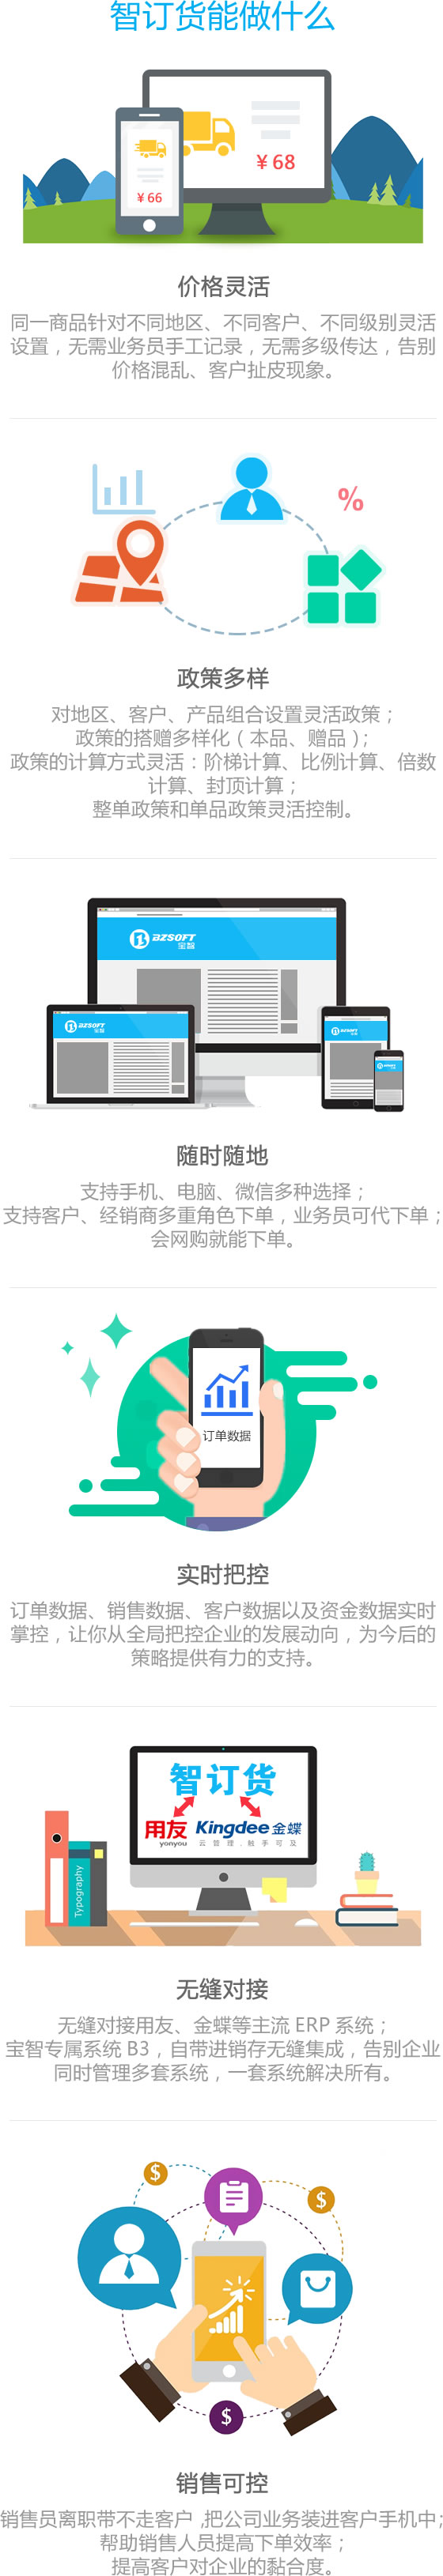 智订货能做什么
¥68
¥66
价格灵活
同一商品针对不同地区、不同客户、不同级别灵活
设置，无需业务员手工记录，无需多级传达，告别
价格混乱、客户扯皮现象。
%
政策多样
对地区、客户、产品组合设置灵活政策；
政策的搭赠多样化（本品、赠品）；
政策的计算方式灵活：阶梯计算、比例计算、倍数
计算、封顶计算；
整单政策和单品政策灵活控制。
BZSOFT
宝智
BZSOFT
宝智
BZSOFT
随时随地
支持手机、电脑、微信多种选择；
支持客户、经销商多重角色下单，业务员可代下单；
会网购就能下单。
订单数据
实时把控
订单数据、销售数据、客户数据以及资金数据实时
掌控，让你从全局把控企业的发展动向，为今后的
策略提供有力的支持。
智订货
用友 Kingdee金蝶
yonyou 云管理，触手可及
Typography
无缝对接
无缝对接用友、金蝶等主流 ERP 系统；
宝智专属系统 B3，自带进销存无缝集成，告别企业
同时管理多套系统，一套系统解决所有。
$
$
$
销售可控
销售员离职带不走客户，把公司业务装进客户手机中；
帮助销售人员提高下单效率；
提高客户对企业的黏合度。